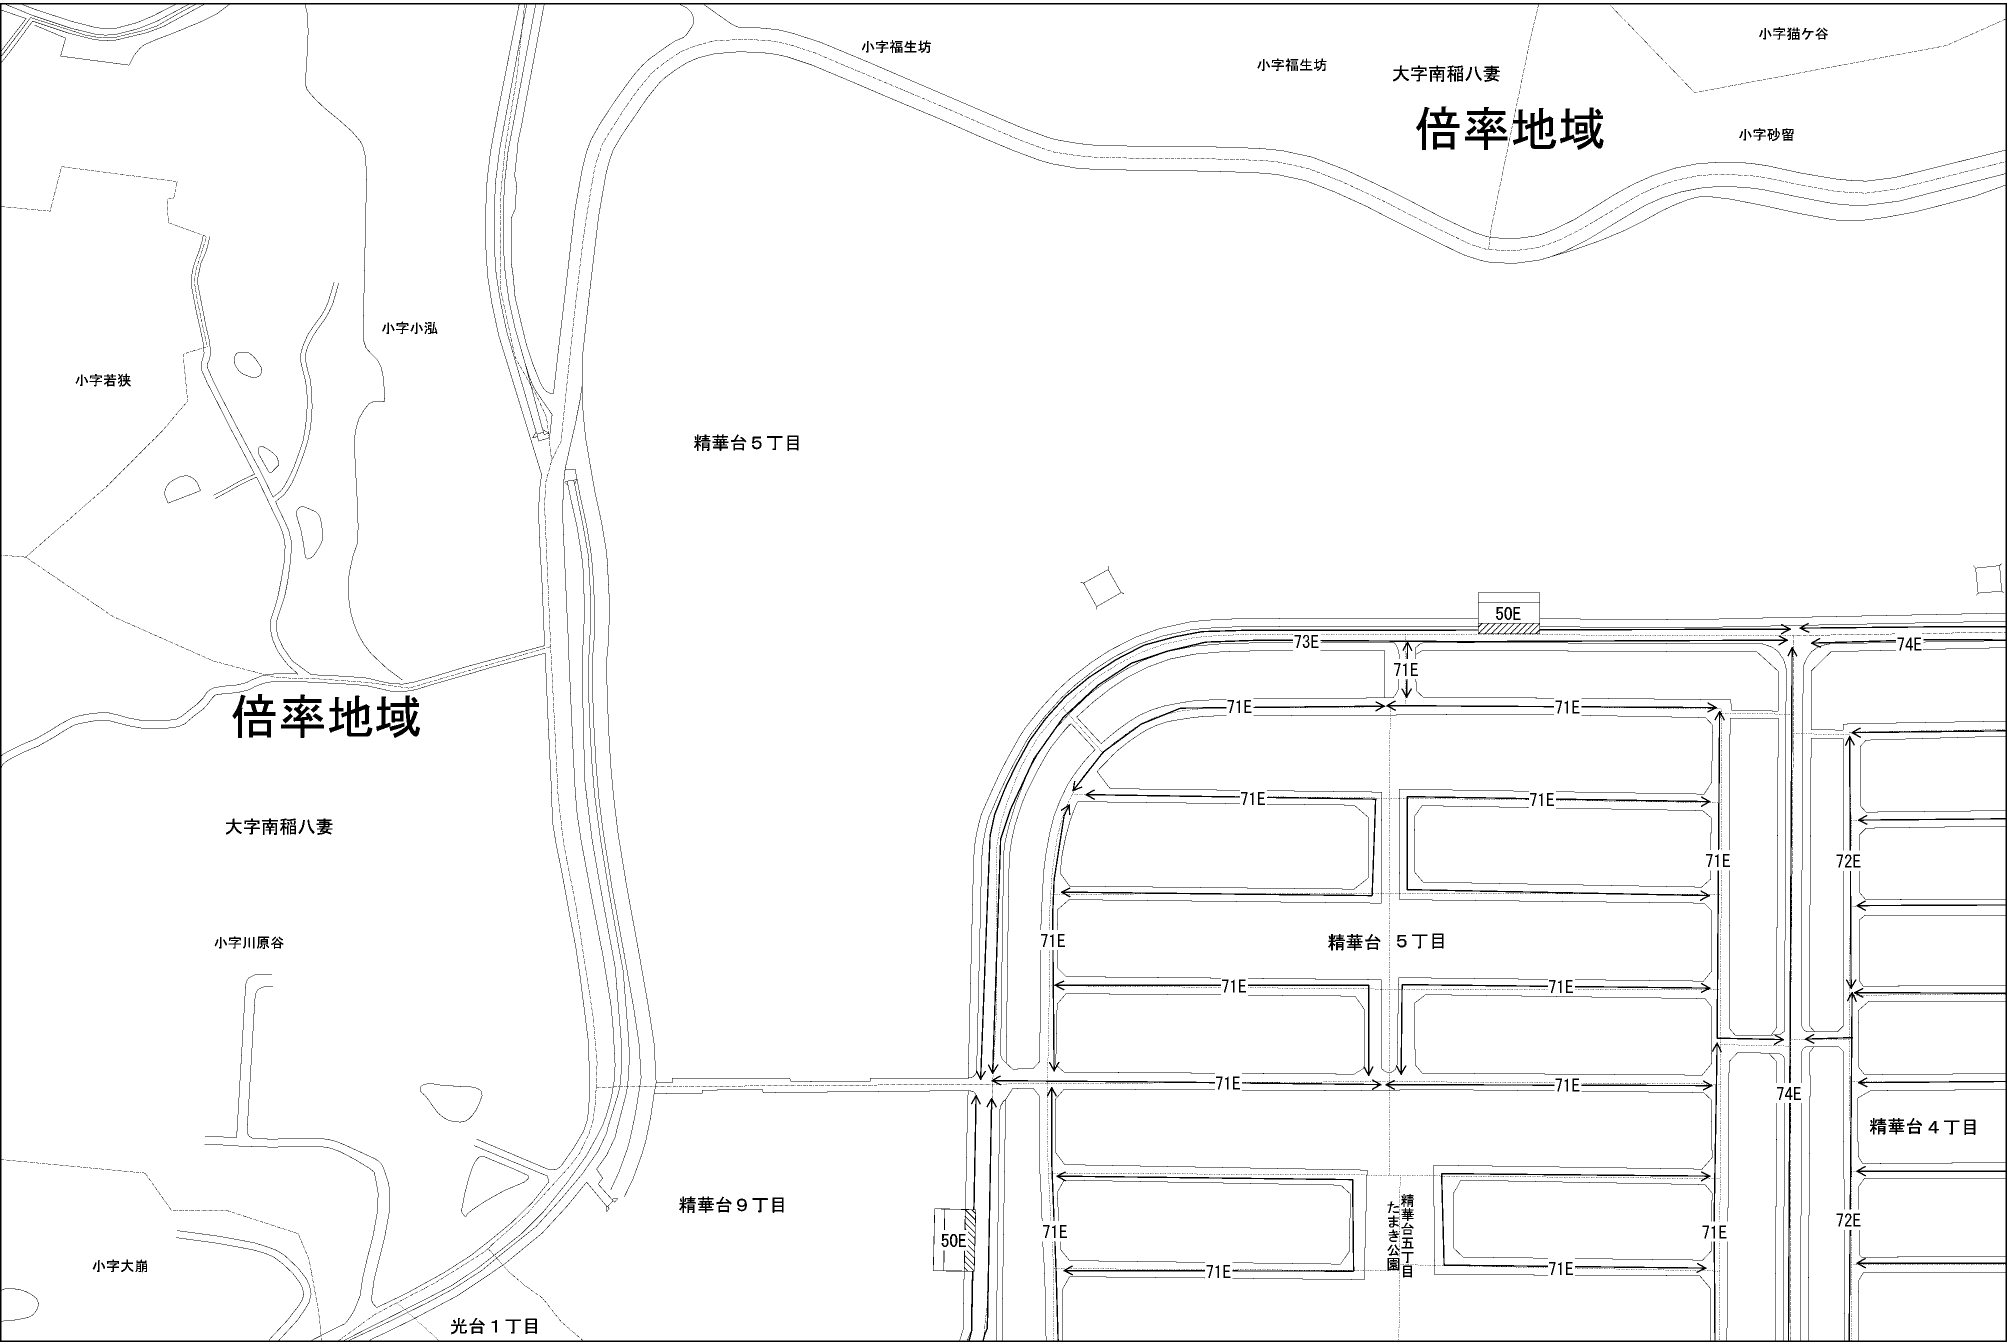 小字福生坊
小字福生坊
大字南稲八妻
小字猫ケ谷
倍率地域
小字砂留
小字小泓
小字若狭
精華台５丁目
50E
73E
74E
71E
71E
71E
倍率地域
71E
71E
大字南稲八妻
71E
72E
小字川原谷
71E
精華台 ５丁目
71E
71E
71E
71E
74E
精華台４丁目
精華台９丁目
精華台五丁目
たまき公園
50E
71E
71E
72E
小字大崩
71E
71E
光台１丁目